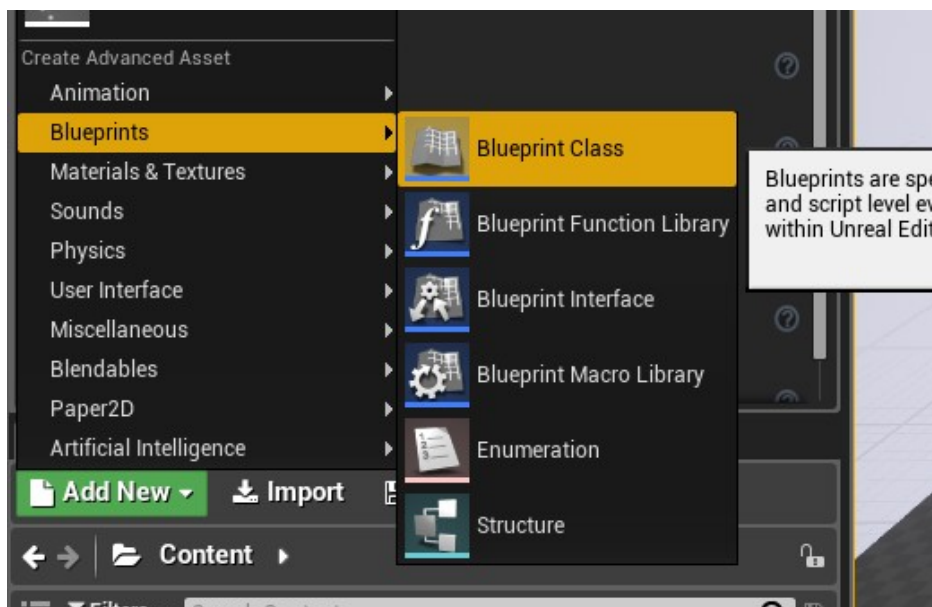 Create Advanced Asset
Animation
Blueprints
Materials & Textures
Sounds
Physics
User Interface
Miscellaneous
Blendables
Paper2D
Artificial Intelligence
Blueprint Class
Blueprint Function Library
Blueprint Interface
Blueprint Macro Library
Enumeration
Structure
Blueprints are spe
and script level ev
within Unreal Edit
Add New
Import
Content
Filters